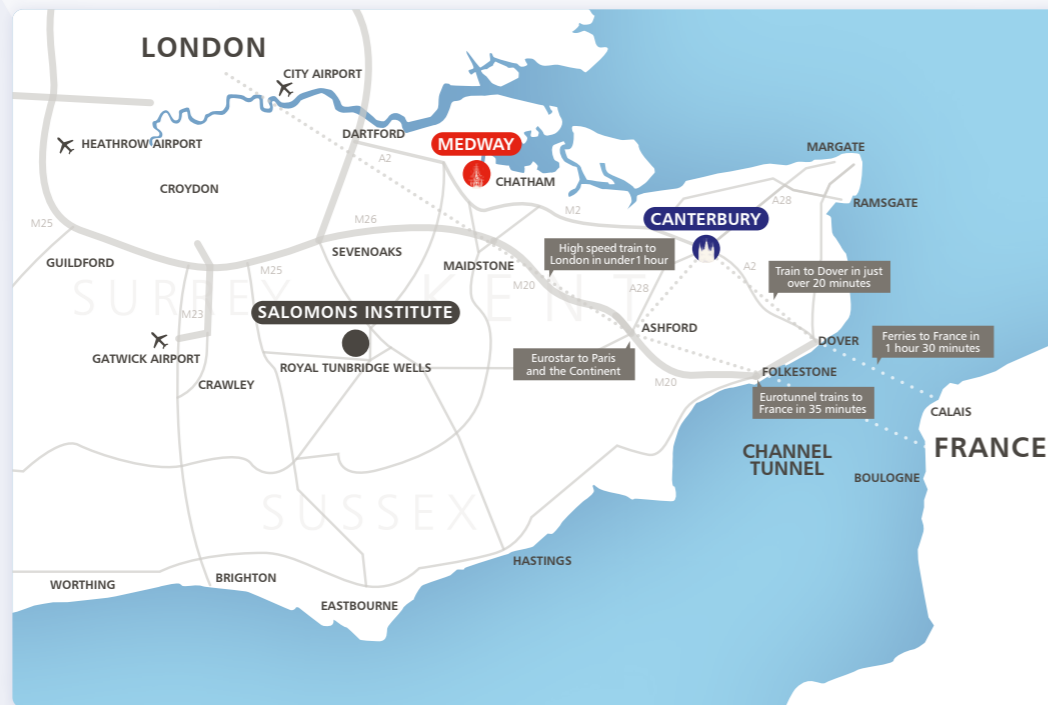 LONDON
CITY AIRPORT
HEATHROW AIRPORT
DARTFORD
MEDWAY
MARGATE
A2
CHATHAM
CROYDON
A28
RAMSGATE
M25
M26
M2
CANTERBURY
SEVENOAKS
High speed train to
London in under 1 hour
GUILDFORD
MAIDSTONE
M25
A2
Train to Dover in just
over 20 minutes
M20
A28
SURREY
KENT
M23
SALOMONS INSTITUTE
ASHFORD
DOVER
Ferries to France in
1 hour 30 minutes
GATWICK AIRPORT
ROYAL TUNBRIDGE WELLS
Eurostar to Paris
and the Continent
FOLKESTONE
CRAWLEY
M20
Eurotunnel trains to
France in 35 minutes
CALAIS
CHANNEL
TUNNEL
FRANCE
BOULOGNE
SUSSEX
HASTINGS
WORTHING
BRIGHTON
EASTBOURNE